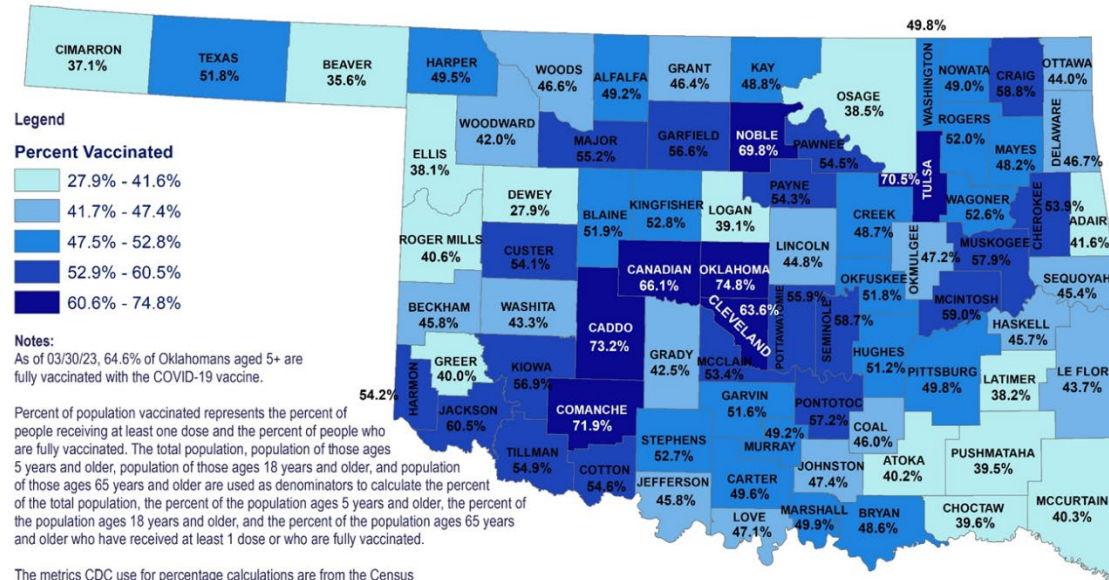 49.8%
CIMARRON
37.1%
TEXAS
51.8%
BEAVER
35.6%
HARPER
49.5%
WOODS
46.6%
ALFALFA
49.2%
GRANT
46.4%
KAY
48.8%
OSAGE
38.5%
WASHINGTON
NOWATA
49.0%
CRAIG
58.8%
OTTAWA
44.0%
Legend
Percent Vaccinated
27.9% - 41.6%
41.7% - 47.4%
47.5% - 52.8%
52.9% - 60.5%
60.6% - 74.8%
WOODWARD
42.0%
MAJOR
55.2%
GARFIELD
56.6%
NOBLE
69.8%
PAWNEE
54.5%
ROGERS
52.0%
MAYES
48.2%
DELAWARE
46.7%
ELLIS
38.1%
DEWEY
27.9%
BLAINE
51.9%
KINGFISHER
52.8%
LOGAN
39.1%
PAYNE
54.3%
70.5%
TULSA
CREEK
48.7%
WAGONER
52.6%
CHEROKEE
53.9%
ADAIR
41.6%
ROGER MILLS
40.6%
CUSTER
54.1%
CANADIAN
66.1%
OKLAHOMA
74.8%
LINCOLN
44.8%
OKMULGEE
47.2%
MUSKOGEE
57.9%
OKFUSKEE
51.8%
MCINTOSH
59.0%
SEQUOYAH
45.4%
BECKHAM
45.8%
WASHITA
43.3%
CADDO
73.2%
GRADY
42.5%
63.6%
CLEVELAND
MCCLAIN
53.4%
POTTAWATOMIE
55.9%
SEMINOLE
58.7%
HUGHES
51.2%
PITTSBURG
49.8%
HASKELL
45.7%
LATIMER
38.2%
LE FLOR
43.7%
Notes:
As of 03/30/23, 64.6% of Oklahomans aged 5+ are
fully vaccinated with the COVID-19 vaccine.
GREER
40.0%
KIOWA
56.9%
54.2%
HARMON
JACKSON
60.5%
COMANCHE
71.9%
TILLMAN
54.9%
COTTON
54.6%
GARVIN
51.6%
STEPHENS
52.7%
JEFFERSON
45.8%
49.2%
MURRAY
CARTER
49.6%
LOVE
47.1%
PONTOTOC
57.2%
COAL
46.0%
JOHNSTON
47.4%
MARSHALL
49.9%
BRYAN
48.6%
ATOKA
40.2%
PUSHMATAHA
39.5%
CHOCTAW
39.6%
MCCURTAIN
40.3%
Percent of population vaccinated represents the percent of
people receiving at least one dose and the percent of people who
are fully vaccinated. The total population, population of those ages
5 years and older, population of those ages 18 years and older, and population
of those ages 65 years and older are used as denominators to calculate the percent
of the total population, the percent of the population ages 5 years and older, the percent of
the population ages 18 years and older, and the percent of the population ages 65 years
and older who have received at least 1 dose or who are fully vaccinated.
The metrics CDC use for percentage calculations are from the Census